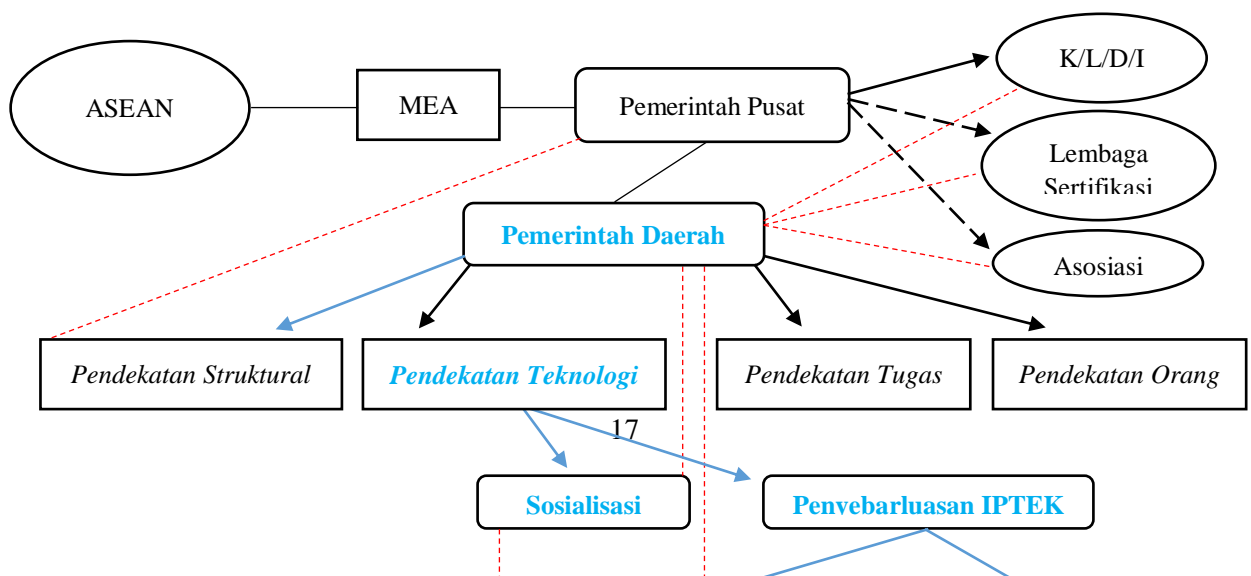 K/L/D/I
ASEAN
MEA
Pemerintah Pusat
Lembaga
Sertifikasi
Pemerintah Daerah
Asosiasi
Pendekatan Struktural
Pendekatan Teknologi
Pendekatan Tugas
Pendekatan Orang
17
Sosialisasi
Penyebarluasan IPTEK